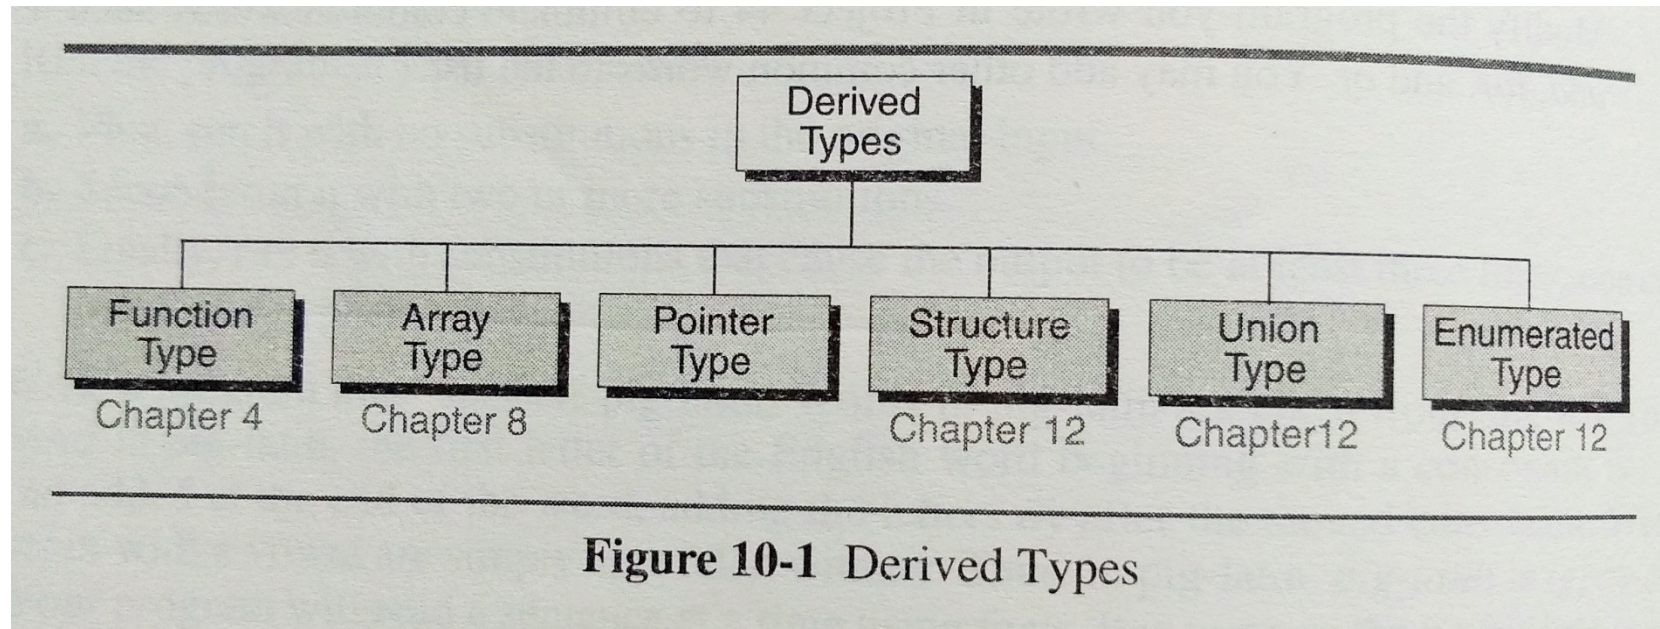 Derived
Types
Function
Type
Chapter 4
Array
Type
Chapter 8
Pointer
Type
Structure
Type
Chapter 12
Union
Type
Chapter12
Enumerated
Type
Chapter 12
Figure 10-1 Derived Types